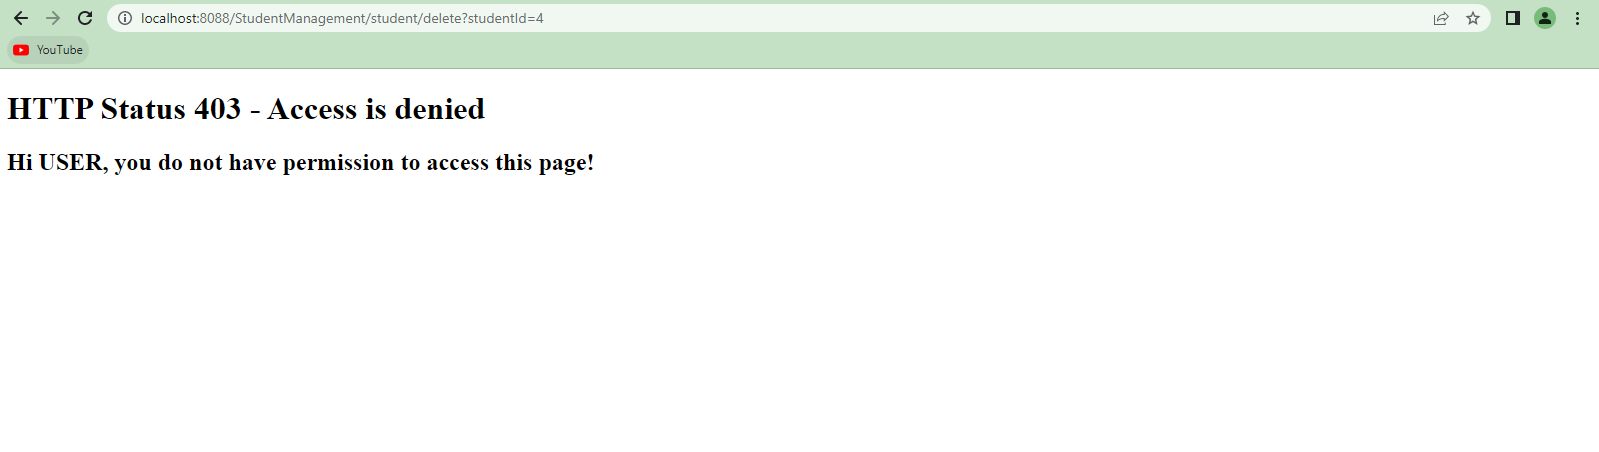 localhost:8088/StudentManagement/student/delete?studentId=4
YouTube
HTTP Status 403 - Access is denied
Hi USER, you do not have permission to access this page!